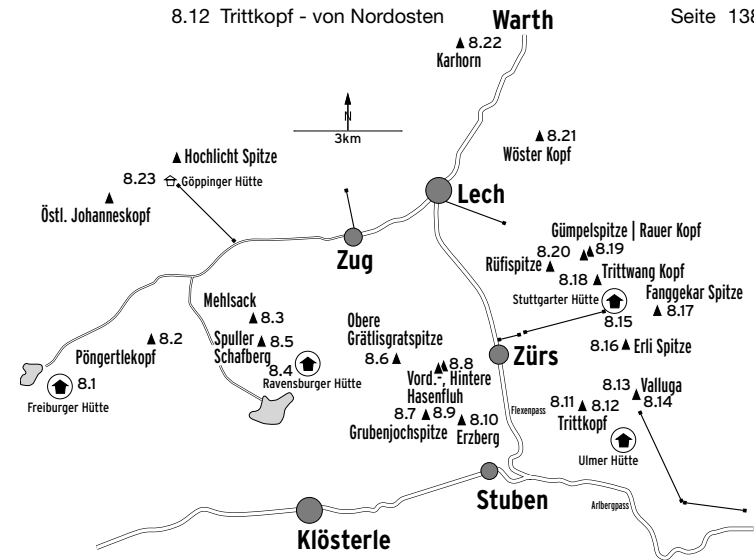 8.12 Trittkopf - von Nordosten
Seite 138
Warth
8.22
Karhorn
N
3km
8.21
Wöster Kopf
Hochlicht Spitze
8.23 Göppinger Hütte
Östl. Johanneskopf
Lech
Zug
Gümpelspitze | Rauer Kopf
8.20
8.19
Rüfispitze
8.18
Trittwang Kopf
Stuttgarter Hütte
Fanggekar Spitze
8.17
8.15
Mehlsack
8.3
8.2
Pöngertlekopf
Spuller
Schafberg
8.5
8.4
Ravensburger Hütte
8.1
Freiburger Hütte
Obere
Grätlisgratspitze
8.6
8.8
Vord.-, Hintere
Hasenfluh
8.7
8.9
Grubenjochspitze
8.10
Erzberg
Zürs
8.16
Erli Spitze
Flexenpass
8.13
Valluga
8.14
8.11
8.12
Trittkopf
Ulmer Hütte
Stuben
Arlbergpass
Klösterle